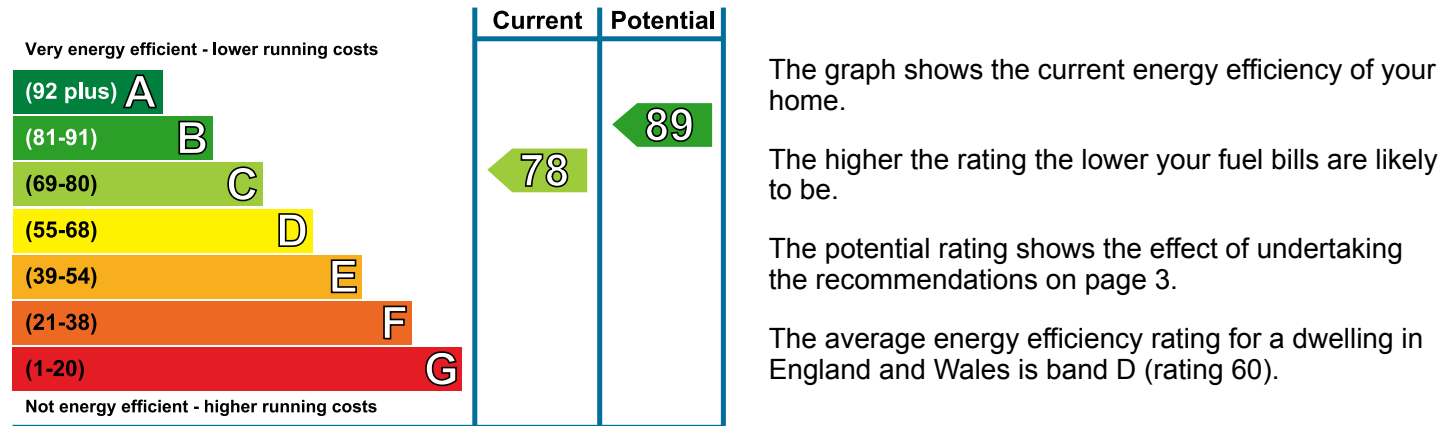 Current Potential
Very energy efficient - lower running costs
(92 plus) A
(81-91) B
(69-80) C
(55-68) D
(39-54) E
(21-38) F
(1-20) G
Not energy efficient - higher running costs
78
89
The graph shows the current energy efficiency of your
home.
The higher the rating the lower your fuel bills are likely
to be.
The potential rating shows the effect of undertaking
the recommendations on page 3.
The average energy efficiency rating for a dwelling in
England and Wales is band D (rating 60).